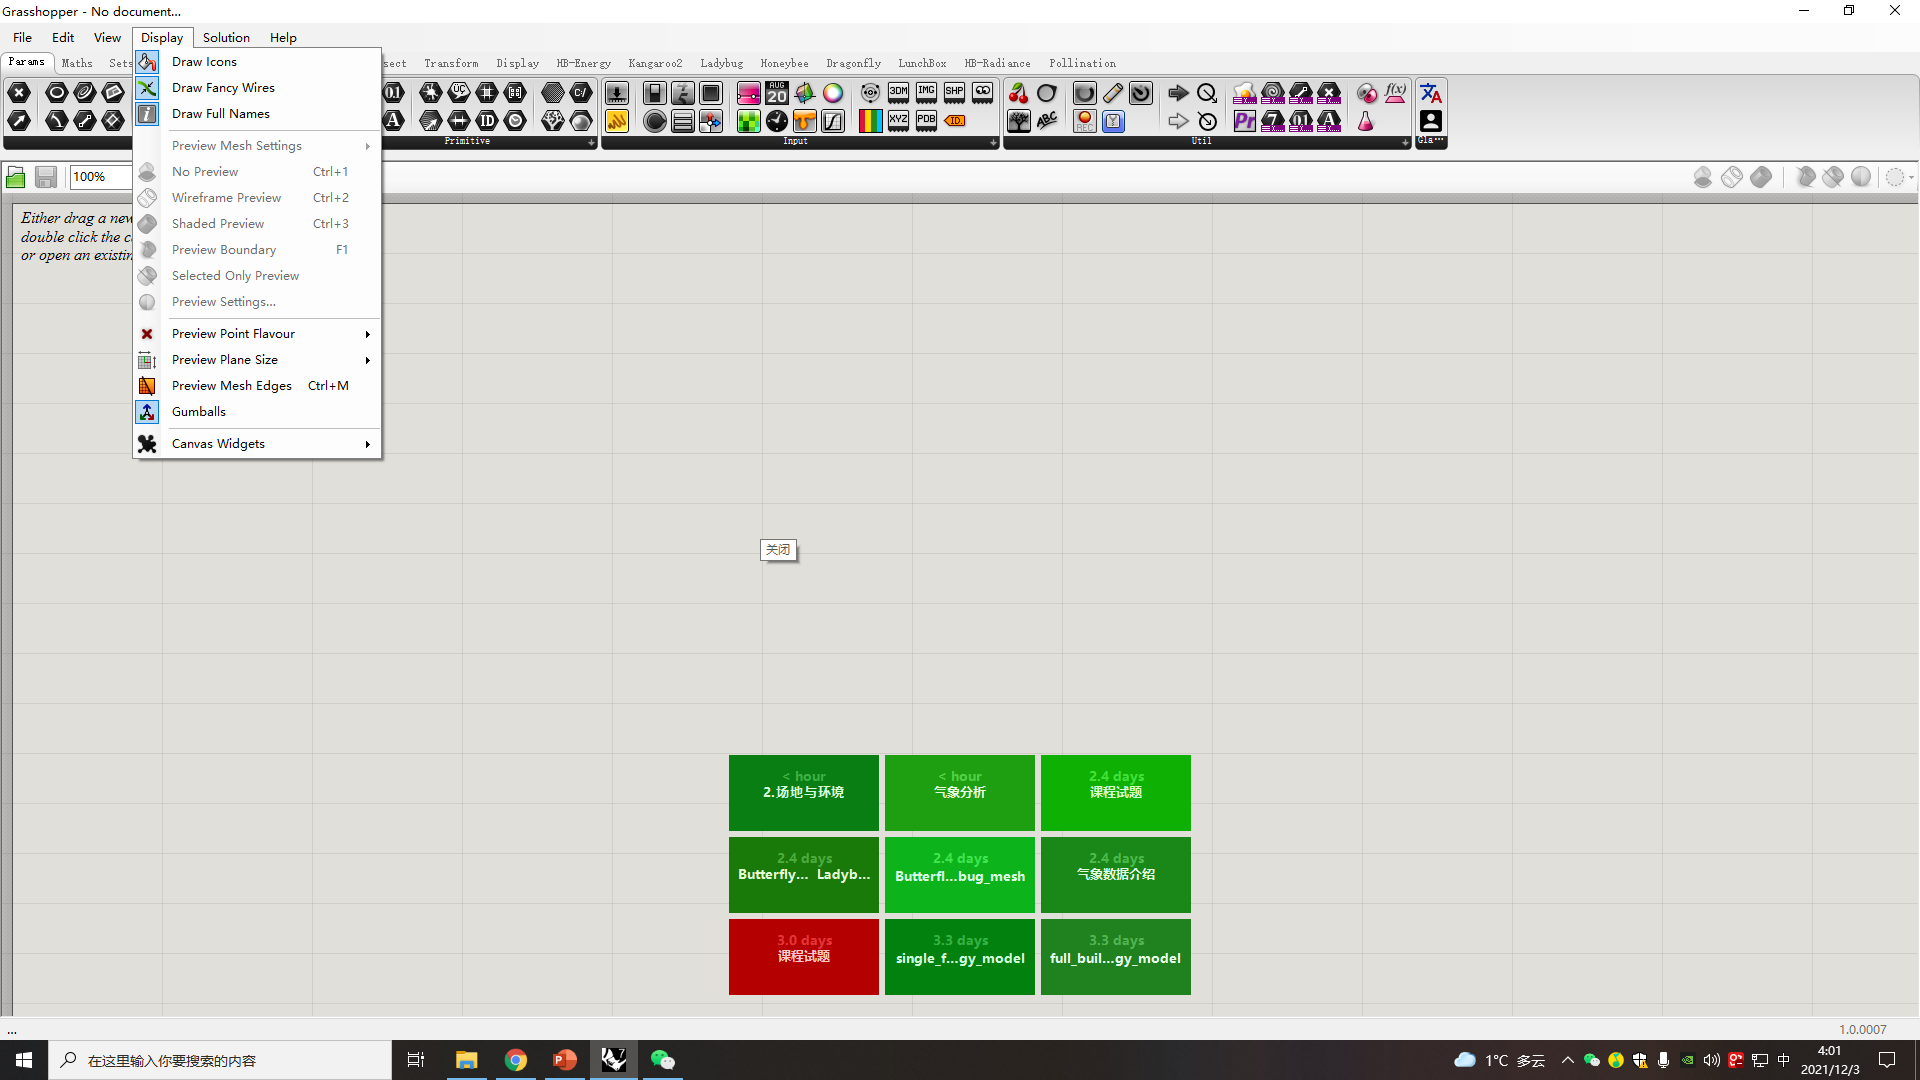 Grasshopper - No document...
File Edit View Display Solution Help
Params Maths Sets sect Transform Display HB-Energy Kangaroo2 Ladybug Honeybee Dragonfly LunchBox HB-Radiance Pollination
Primitive Input Util Gla...
100%
Draw Icons
Draw Fancy Wires
Draw Full Names
Preview Mesh Settings
No Preview Ctrl+1
Wireframe Preview Ctrl+2
Shaded Preview Ctrl+3
Preview Boundary F1
Selected Only Preview
Preview Settings...
Preview Point Flavour
Preview Plane Size
Preview Mesh Edges Ctrl+M
Gumballs
Canvas Widgets
Either drag a new
double click the c
or open an existin
关闭
< hour
2.场地与环境
< hour
气象分析
2.4 days
课程试题
2.4 days
Butterfly... Ladyb...
2.4 days
Butterfl...bug_mesh
2.4 days
气象数据介绍
3.0 days
课程试题
3.3 days
single_f...gy_model
3.3 days
full_buil...gy_model
...
1.0.0007
在这里输入你要搜索的内容
1°C 多云
中
4:01
2021/12/3